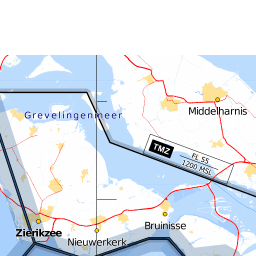 Middelharnis
Grevelingenmeer
TMZ
FL 55
1200 MSL
Bruinisse
Zierikzee
Nieuwerkerk